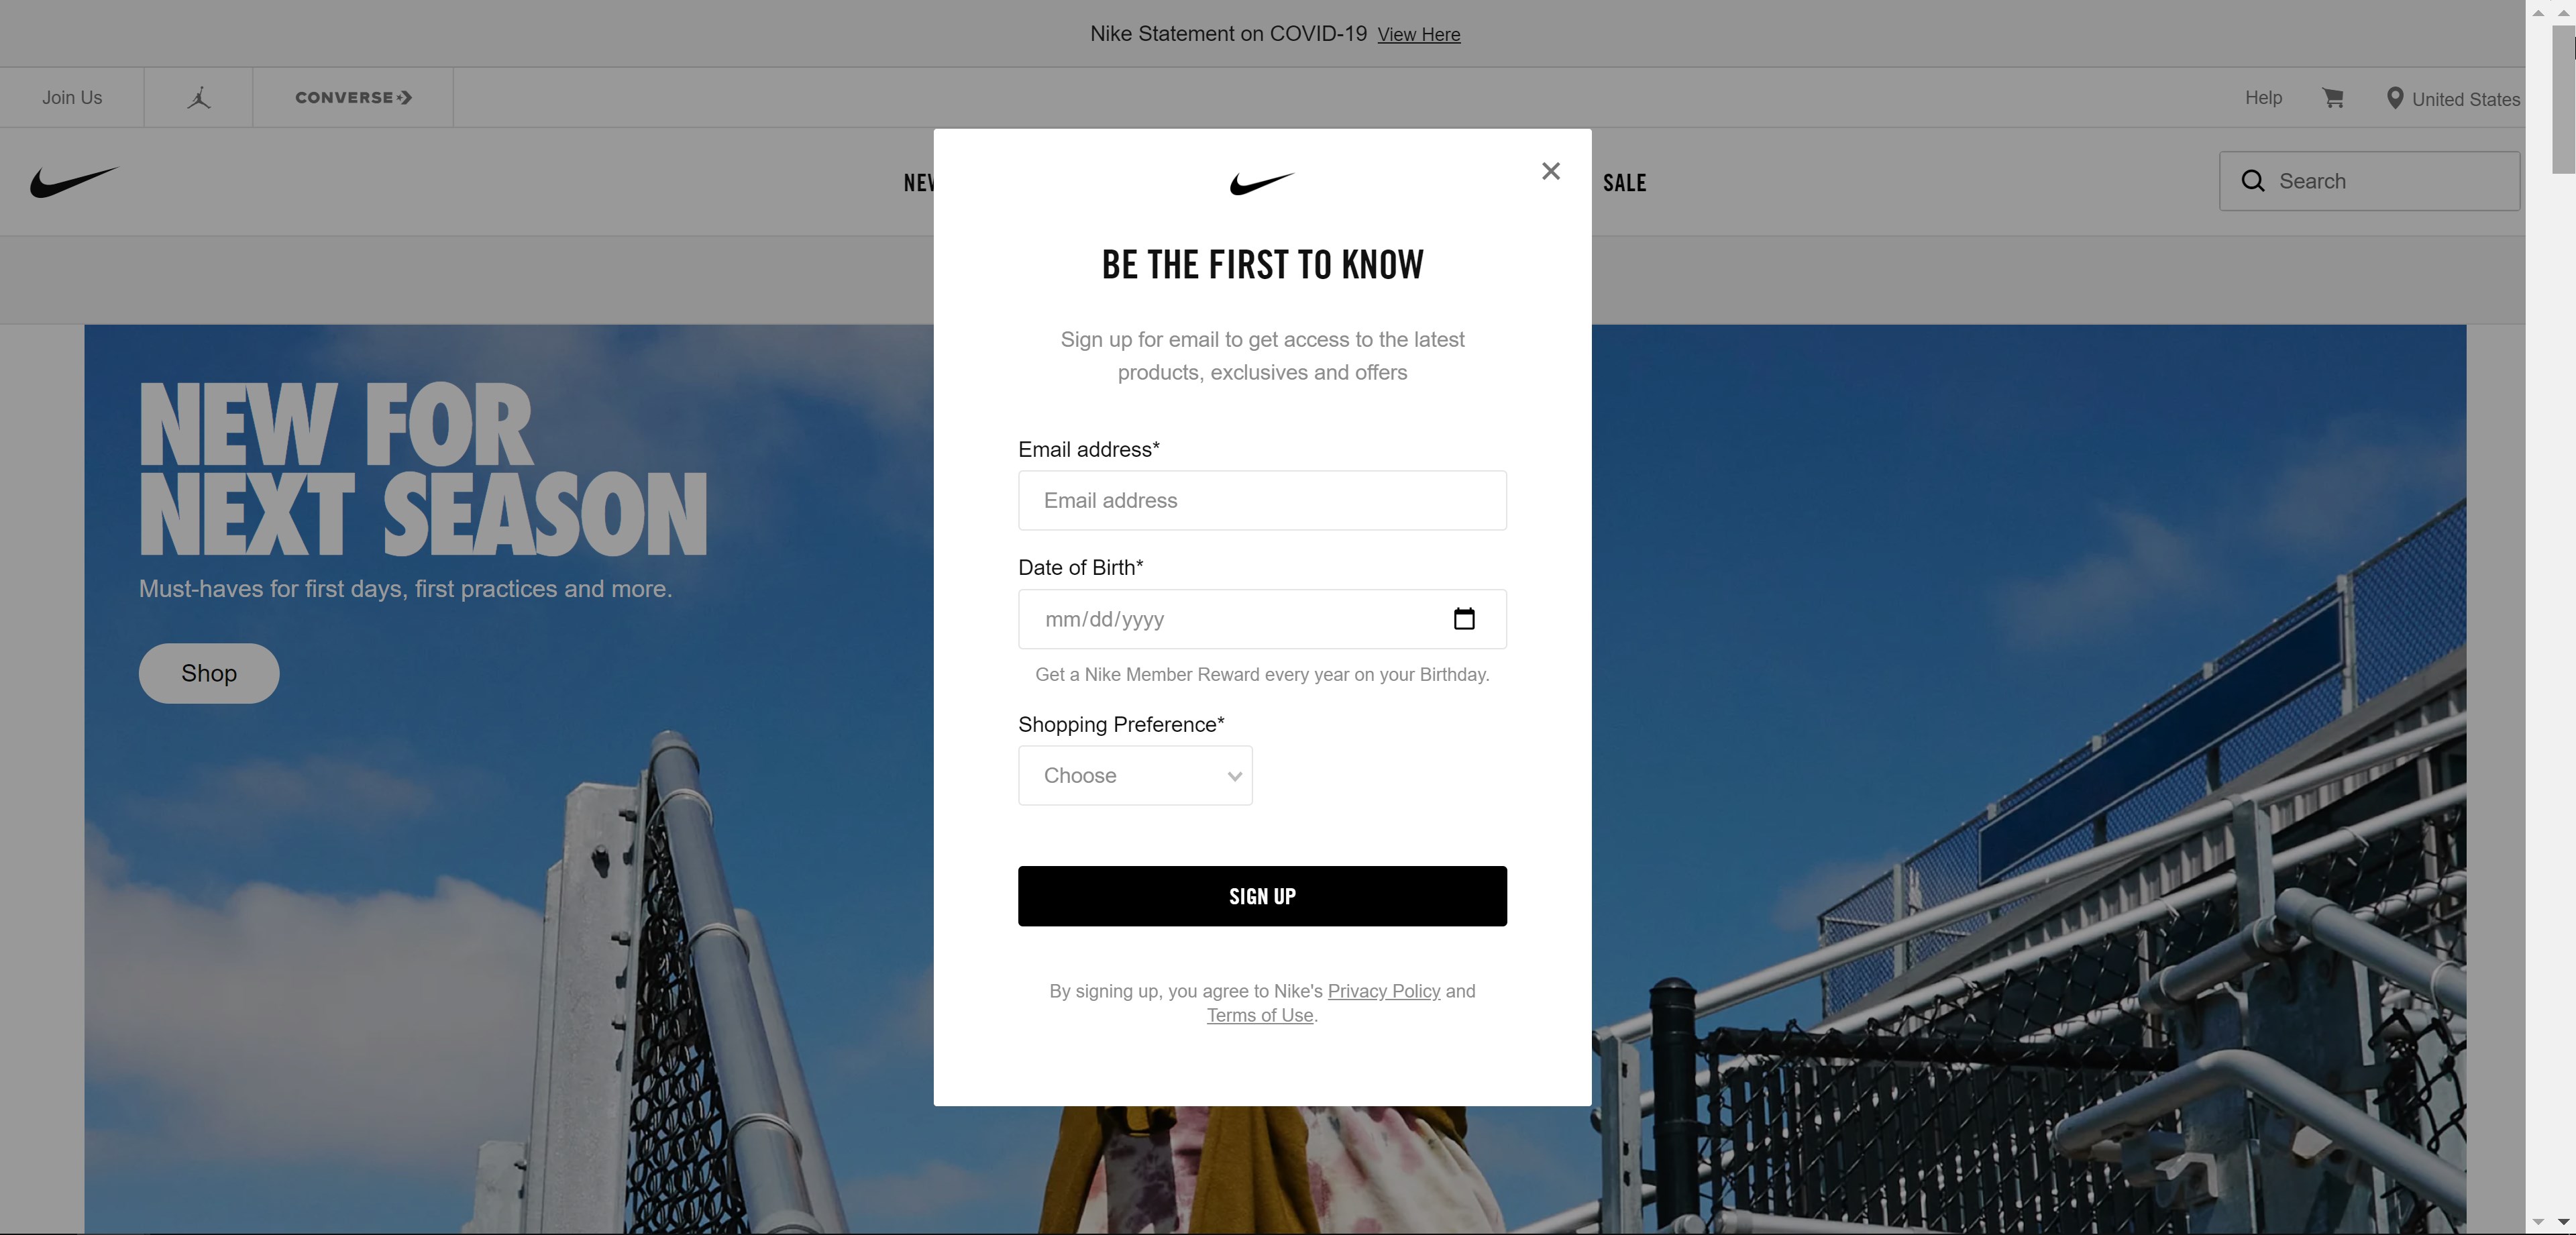 Nike Statement on COVID-19 View Here
Join Us
CONVERSE
Help
United States
SALE
Search
BE THE FIRST TO KNOW
Sign up for email to get access to the latest
products, exclusives and offers
Email address*
Email address
Date of Birth*
mm/dd/yyyy
Get a Nike Member Reward every year on your Birthday.
Shopping Preference*
Choose
SIGN UP
By signing up, you agree to Nike's Privacy Policy and
Terms of Use.
NEW FOR
NEXT SEASON
Must-haves for first days, first practices and more.
Shop